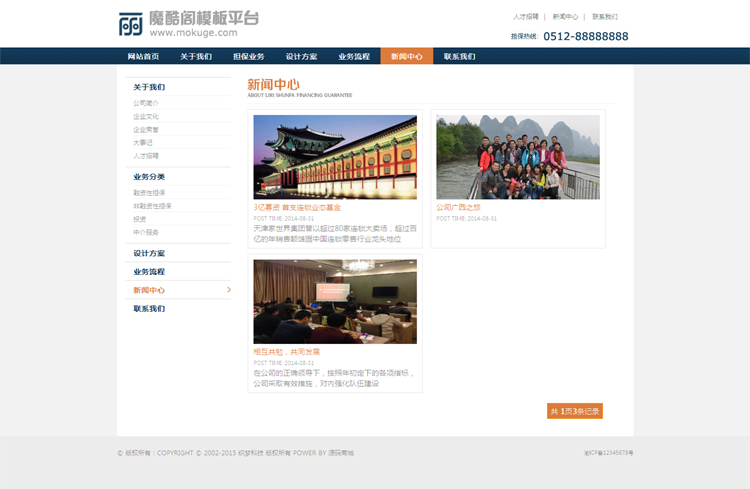 魔酷阁模板平台
www.mokuge.com
人才招聘 | 新闻中心 | 联系我们
担保热线: 0512-88888888
网站首页 关于我们 担保业务 设计方案 业务流程 新闻中心 联系我们
关于我们
公司简介
企业文化
企业荣誉
大事记
人才招聘
业务分类
融资性担保
非融资性担保
投资
中介服务
设计方案
业务流程
新闻中心
联系我们
新闻中心
ABOUT LIRI SHUNFA FINANCING GUARANTEE
3亿募资 首支连锁业态基金
POST TIME: 2014-08-31
天津家世界集团曾以超过80家连锁大卖场，超过百
亿的年销售额雄踞中国连锁零售行业龙头地位
公司广西之旅
POST TIME: 2014-08-31
相互共勉，共同发展
POST TIME: 2014-08-31
在公司的正确领导下，按照年初定下的各项指标，
公司采取有效措施，对内强化队伍建设
共 1页3条记录
© 版权所有：COPYRIGHT © 2002-2015 织梦科技 版权所有 POWER BY 源码商城
ICP备12345678号